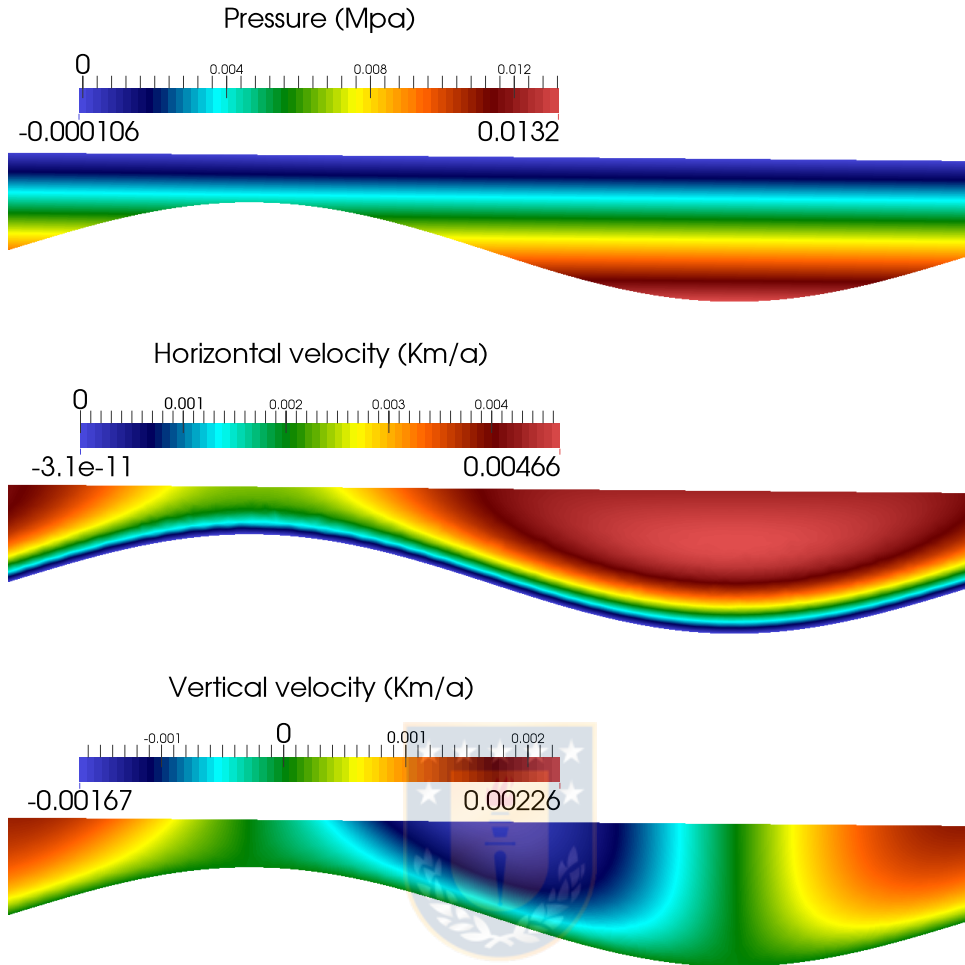 Pressure (Mpa)
0 0.004 0.008 0.012
-0.000106 0.0132
Horizontal velocity (Km/a)
0 0.001 0.002 0.003 0.004
-3.1e-11 0.00466
Vertical velocity (Km/a)
-0.001 0 0.001 0.002
-0.00167 0.00226